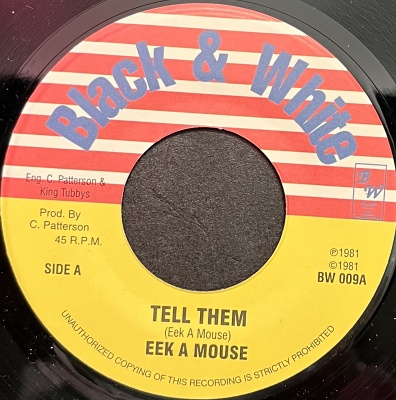 Black & White
Eng. C. Patterson &
King Tubbys
Prod. By
C. Patterson
45 R.P.M.
SIDE A
BW
℗1981
©1981
BW 009A
TELL THEM
(Eek A Mouse)
EEK A MOUSE
UNAUTHORIZED COPYING OF THIS RECORDING IS STRICTLY PROHIBITED